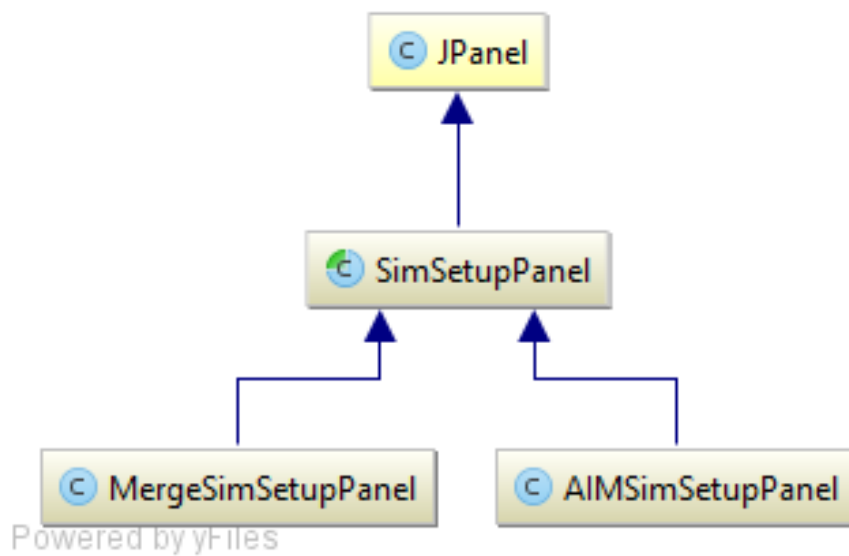 C JPanel
C SimSetupPanel
C MergeSimSetupPanel
C AIMSimSetupPanel
Powered by yFiles